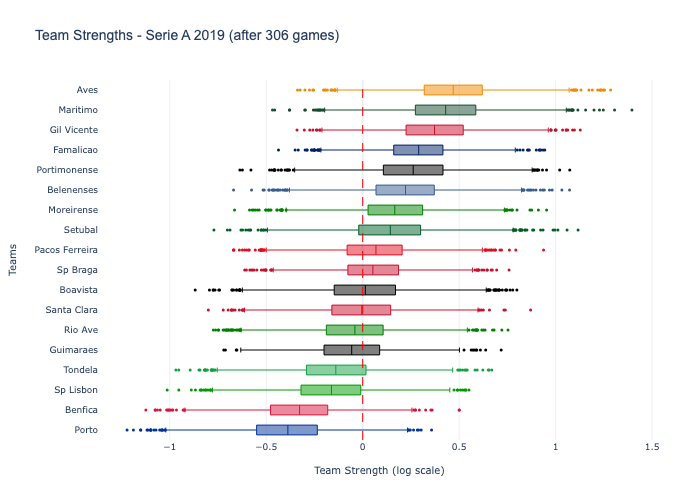 Team Strengths - Serie A 2019 (after 306 games)
Teams
Aves
Maritimo
Gil Vicente
Famalicao
Portimonense
Belenenses
Moreirense
Setubal
Pacos Ferreira
Sp Braga
Boavista
Santa Clara
Rio Ave
Guimaraes
Tondela
Sp Lisbon
Benfica
Porto
−1 −0.5 0 0.5 1 1.5
Team Strength (log scale)